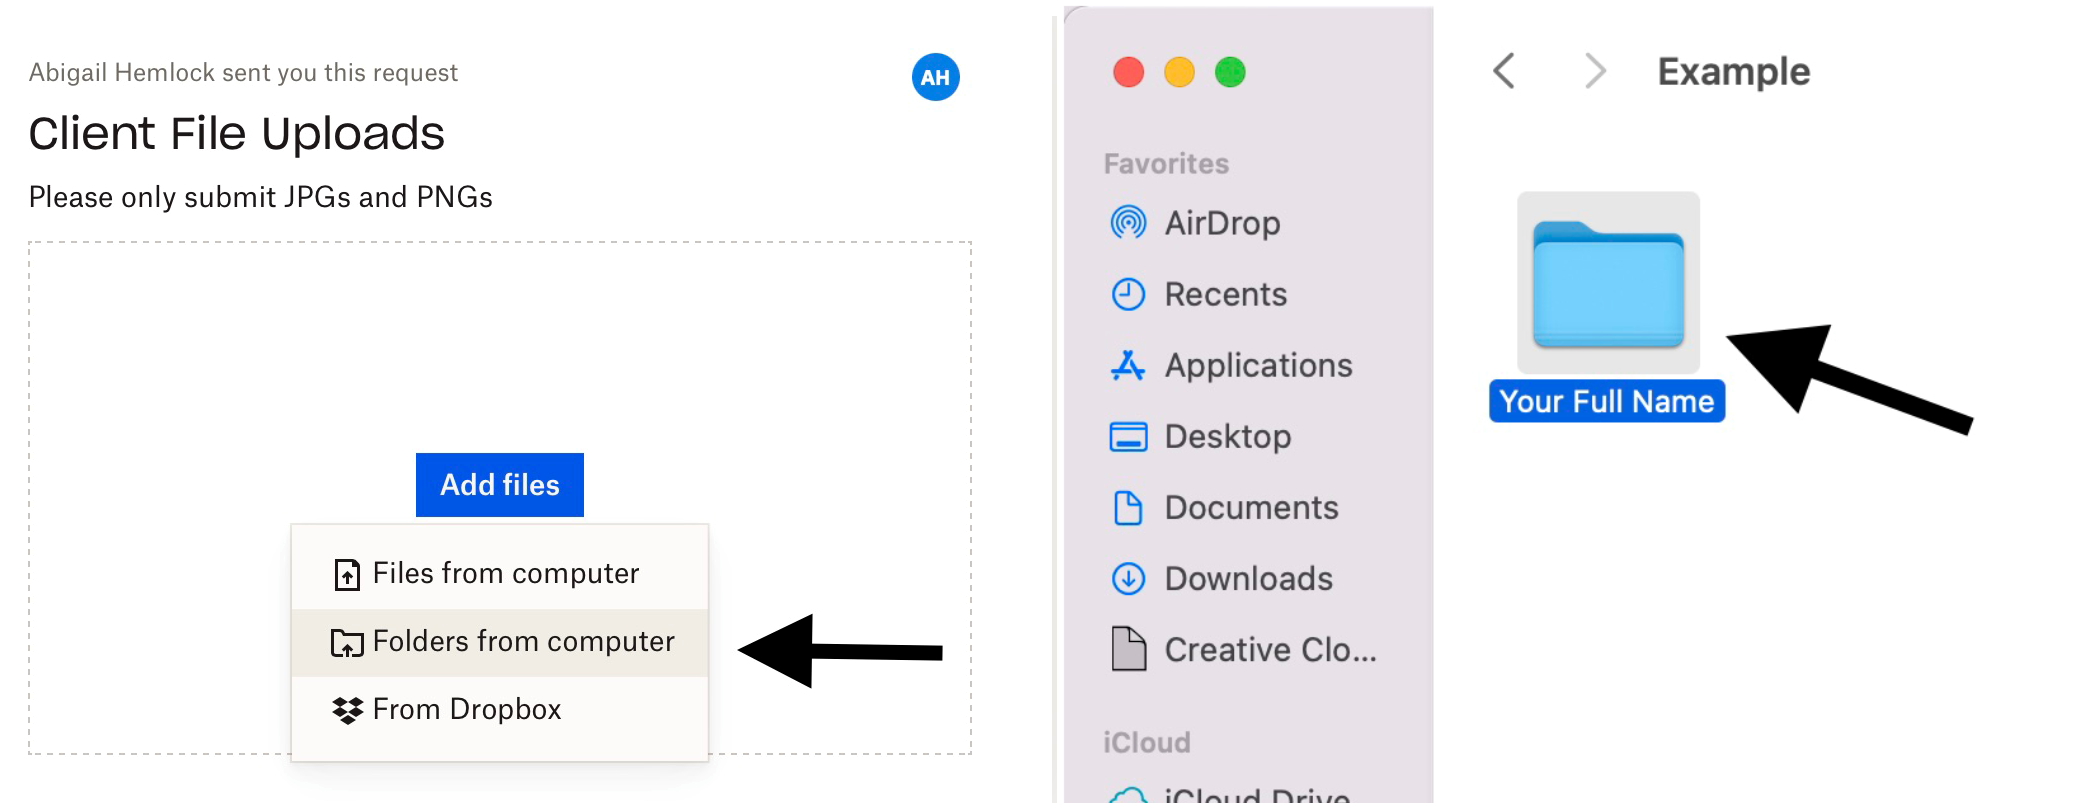 Abigail Hemlock sent you this request
AH
Client File Uploads
Please only submit JPGs and PNGs
Add files
Files from computer
Folders from computer
From Dropbox
Favorites
AirDrop
Recents
Applications
Desktop
Documents
Downloads
Creative Clo...
iCloud
iCloud Drive
Example
Your Full Name